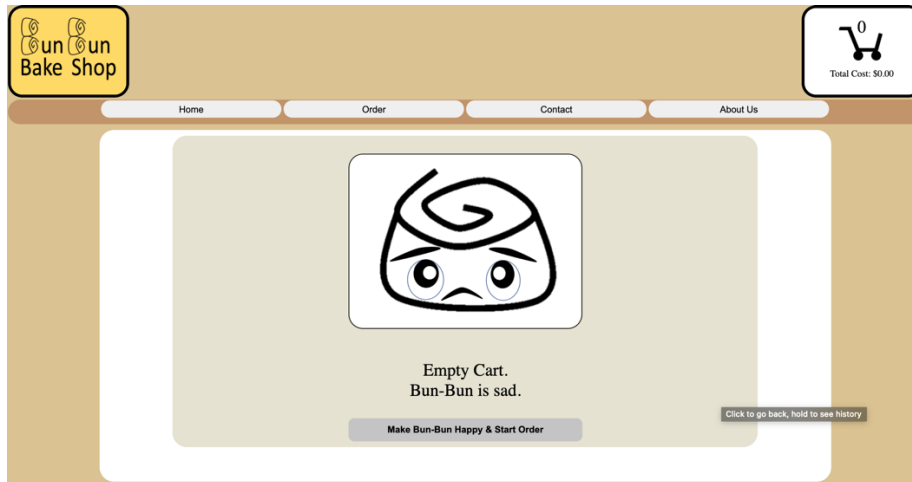 Bun Bun
Bake Shop
0
Total Cost: $0.00
Home
Order
Contact
About Us
Empty Cart.
Bun-Bun is sad.
Click to go back, hold to see history
Make Bun-Bun Happy & Start Order